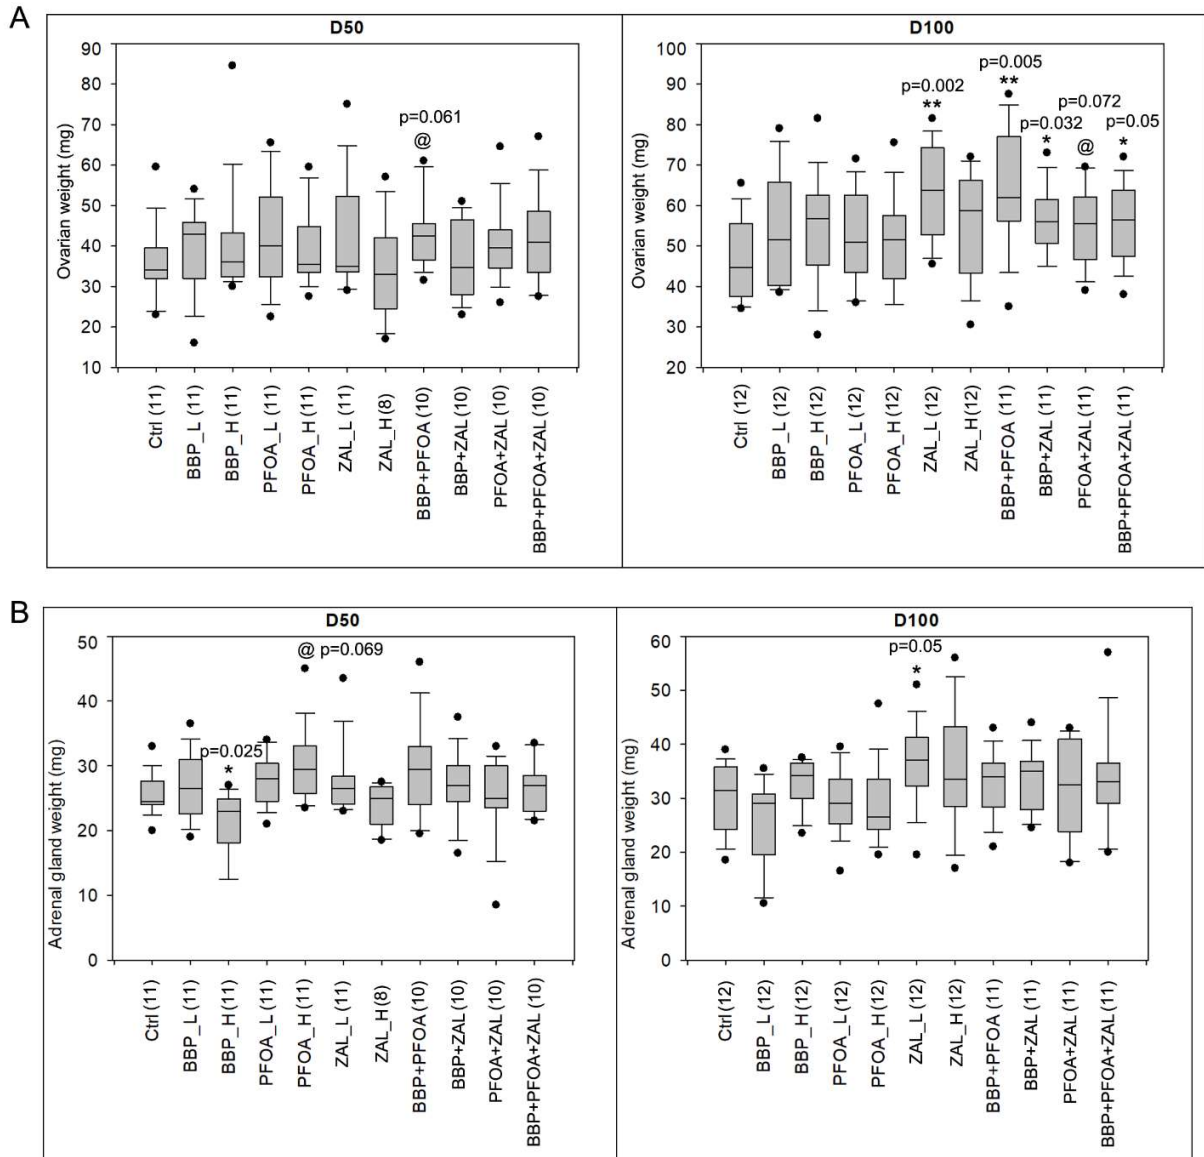 A
D50
D100
Ovarian weight (mg)
90
80
70
60
50
40
30
20
10
p=0.061
@
Ctrl (11)
BBP_L (11)
BBP_H (11)
PFOA_L (11)
PFOA_H (11)
ZAL_L (11)
ZAL_H (8)
BBP+PFOA (10)
BBP+ZAL (10)
PFOA+ZAL (10)
BBP+PFOA+ZAL (10)
Ovarian weight (mg)
100
90
80
70
60
50
40
30
20
p=0.005
**
p=0.002
**
p=0.072
p=0.032
p=0.05
*
@
*
Ctrl (12)
BBP_L (12)
BBP_H (12)
PFOA_L (12)
PFOA_H (12)
ZAL_L (12)
ZAL_H (12)
BBP+PFOA (11)
BBP+ZAL (11)
PFOA+ZAL (11)
BBP+PFOA+ZAL (11)
B
D50
D100
Adrenal gland weight (mg)
50
40
30
20
10
0
@ p=0.069
p=0.025
*
Ctrl (11)
BBP_L (11)
BBP_H (11)
PFOA_L (11)
PFOA_H (11)
ZAL_L (11)
ZAL_H (8)
BBP+PFOA (10)
BBP+ZAL (10)
PFOA+ZAL (10)
BBP+PFOA+ZAL (10)
Adrenal gland weight (mg)
60
50
40
30
20
10
0
p=0.05
*
Ctrl (12)
BBP_L (12)
BBP_H (12)
PFOA_L (12)
PFOA_H (12)
ZAL_L (12)
ZAL_H (12)
BBP+PFOA (11)
BBP+ZAL (11)
PFOA+ZAL (11)
BBP+PFOA+ZAL (11)